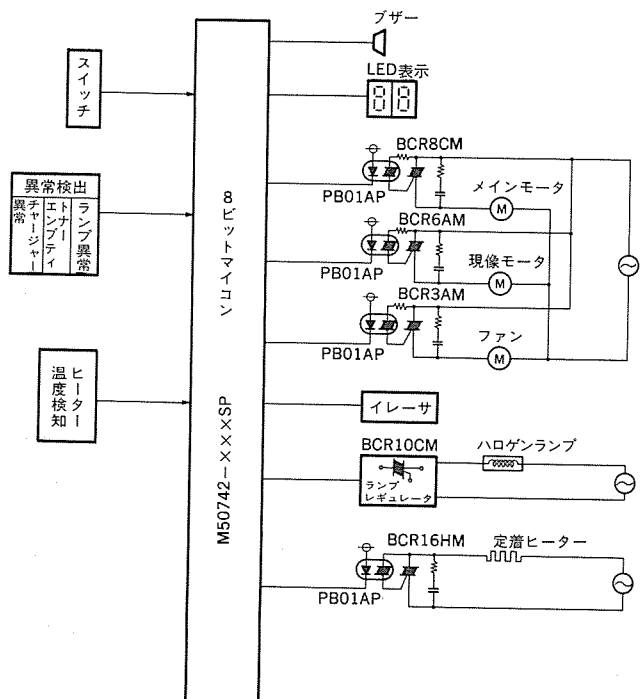 ブザー
LED表示
スイッチ
BCR8CM
PB01AP
メインモータ
M
異常検出
ランプ異常
トナーエンプティ
チャージャー異常
8ビットマイコン
M50742-×××SP
BCR6AM
PB01AP
現像モータ
M
BCR3AM
PB01AP
ファン
M
ヒーター
温度検知
イレーサ
BCR10CM
ハロゲンランプ
ランプ
レギュレータ
BCR16HM
定着ヒーター
PB01AP